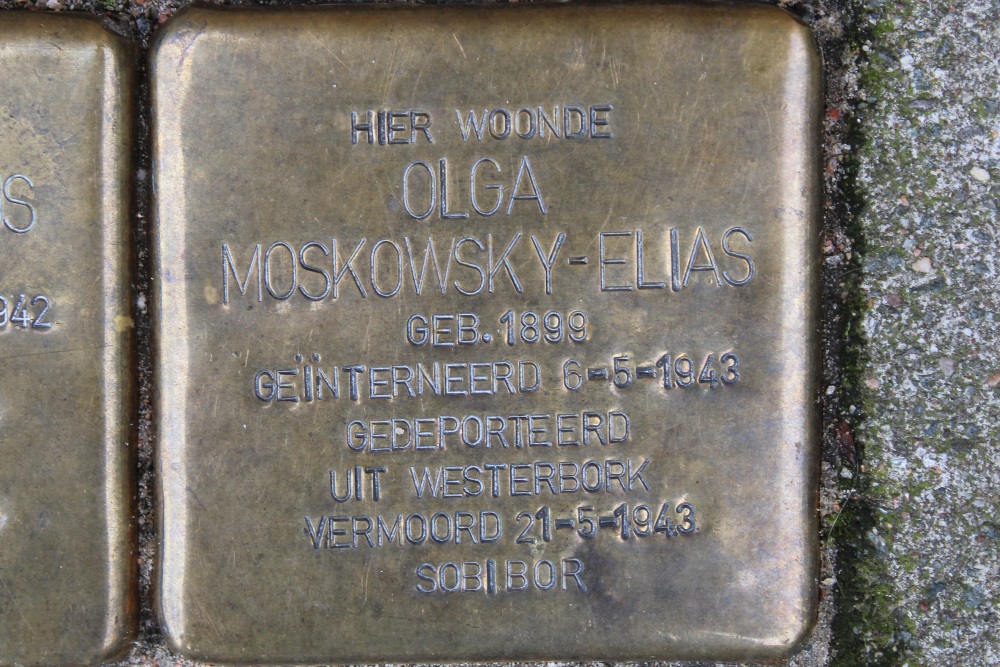 HIER WOONDE
OLGA
MOSKOWSKY-ELIAS
GEB. 1899
GEÏNTERNEERD 6-5-1943
GEDEPORTEERD
UIT WESTERBORK
VERMOORD 21-5-1943
SOBIBOR
S
942